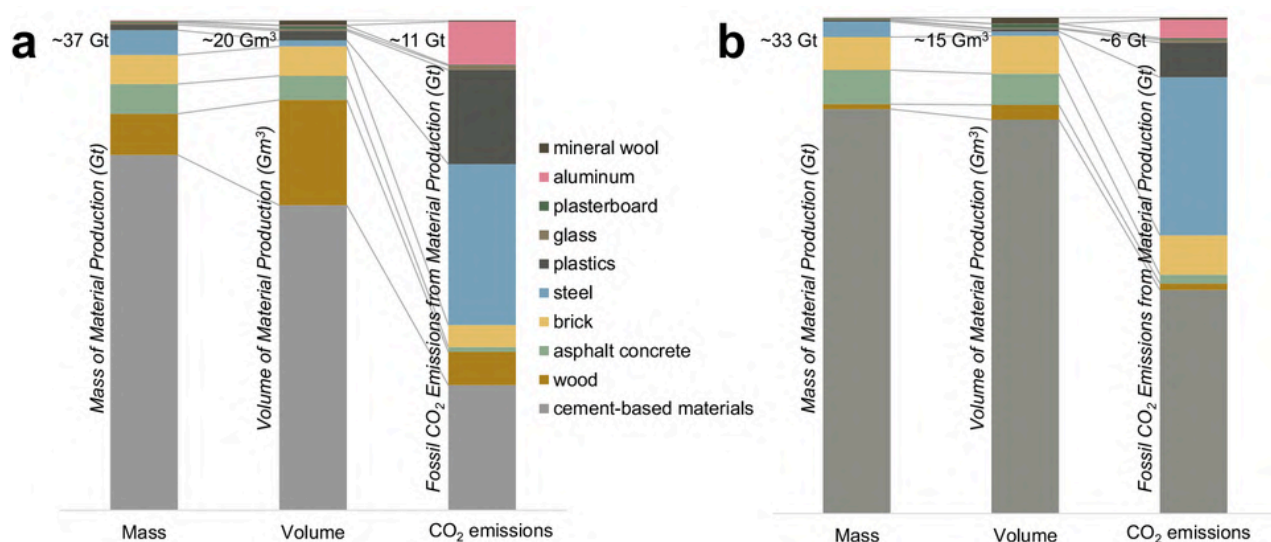 a
~37 Gt
~20 Gm³
~11 Gt
Mass of Material Production (Gt)
Volume of Material Production (Gm³)
Fossil CO₂ Emissions from Material Production (Gt)
Mass
Volume
CO₂ emissions
mineral wool
aluminum
plasterboard
glass
plastics
steel
brick
asphalt concrete
wood
cement-based materials
b
~33 Gt
~15 Gm³
~6 Gt
Mass of Material Production (Gt)
Volume of Material Production (Gm³)
Fossil CO₂ Emissions from Material Production (Gt)
Mass
Volume
CO₂ emissions